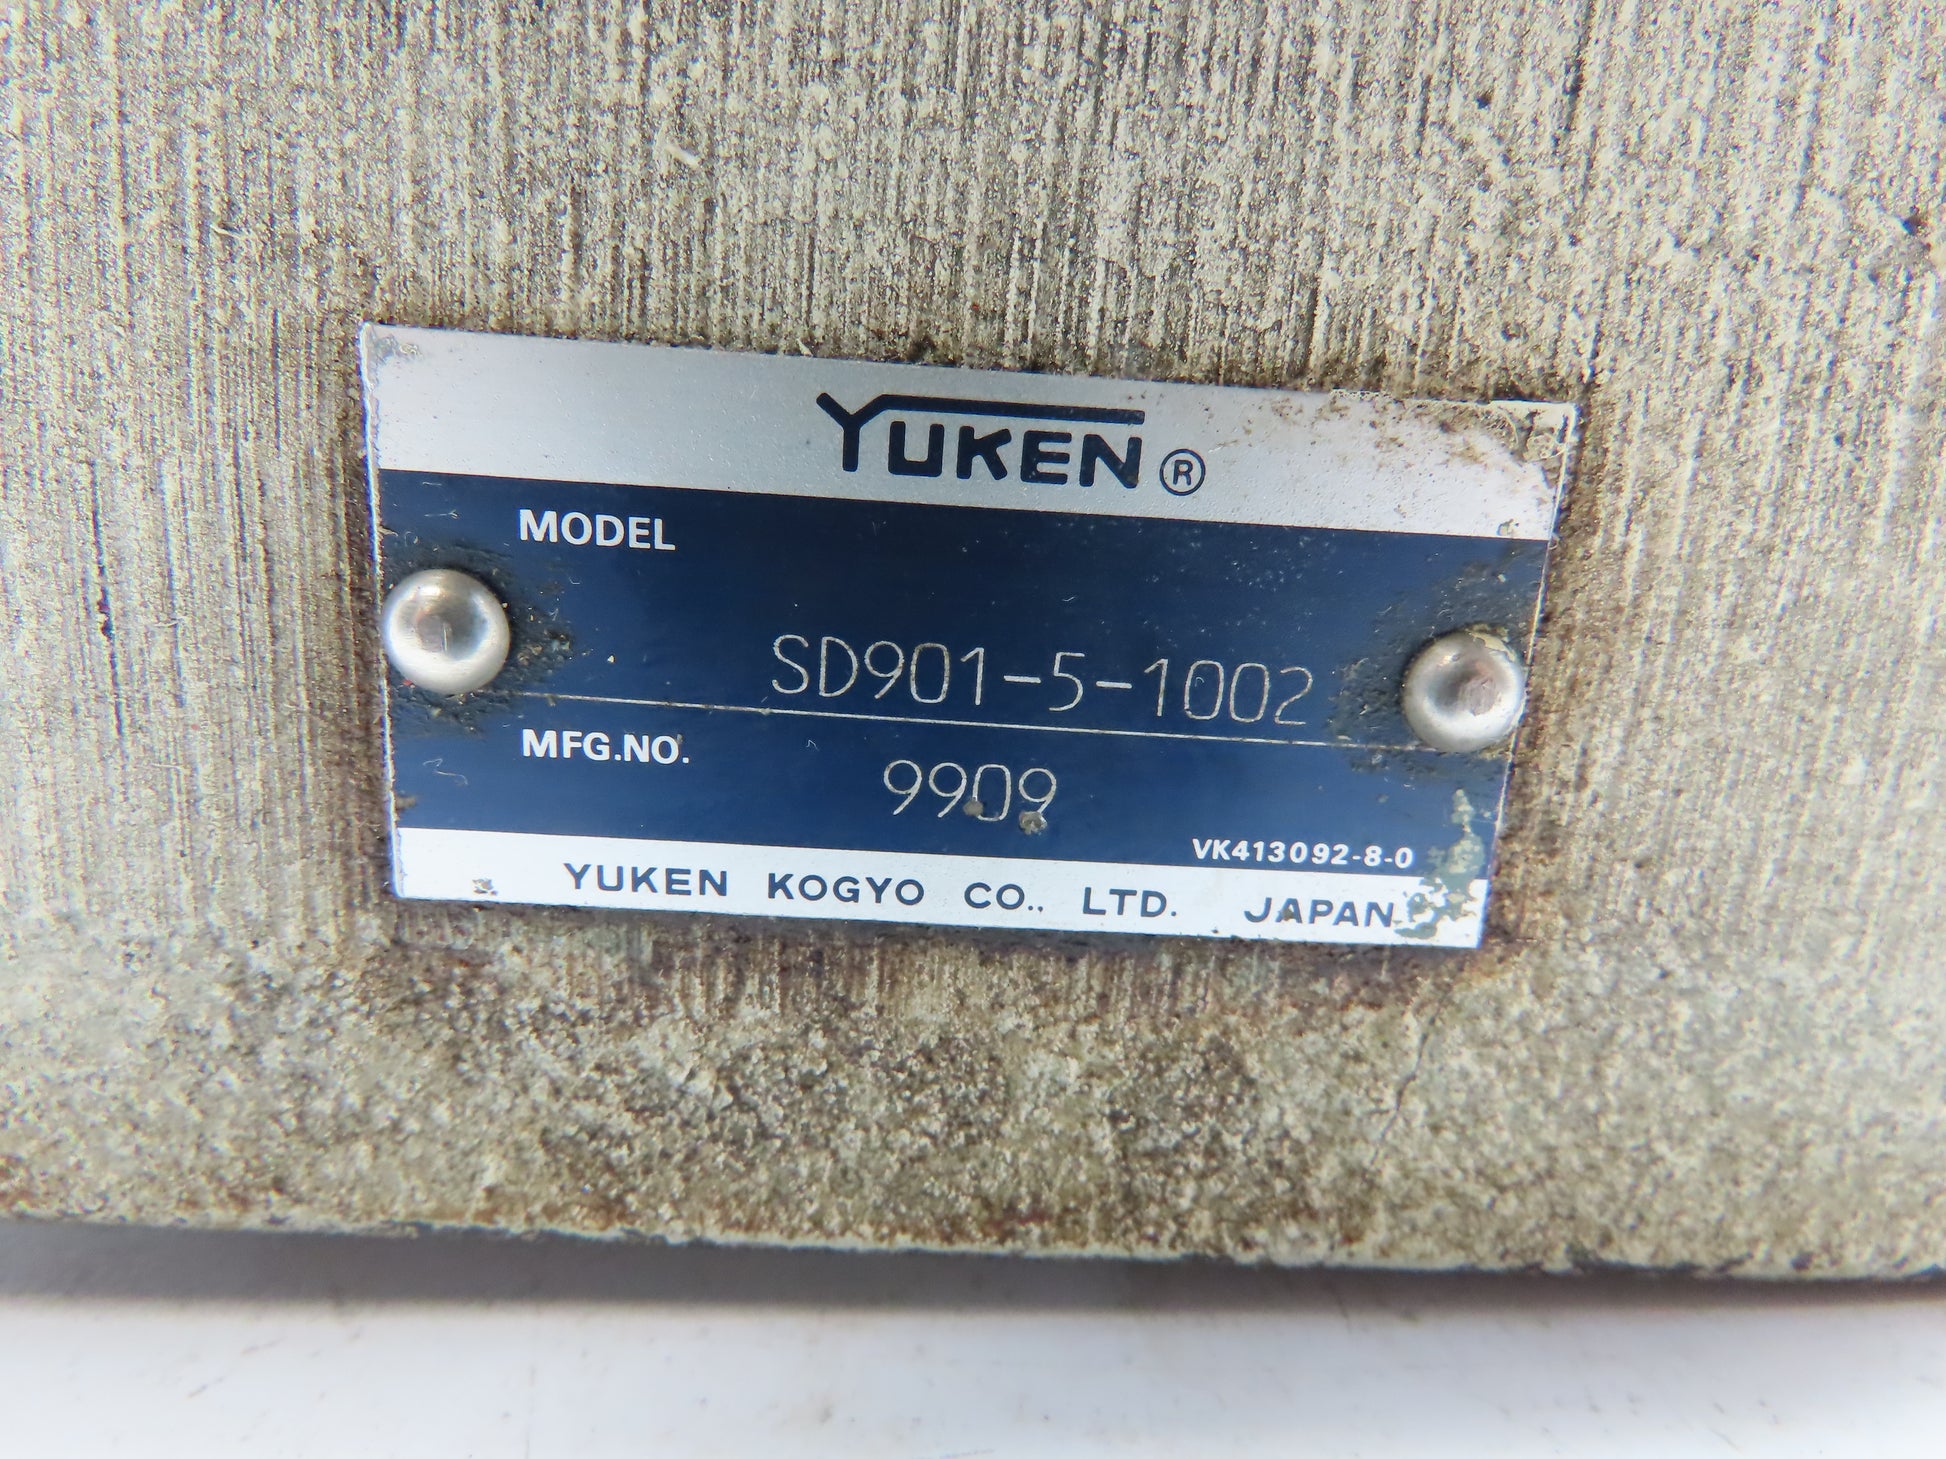 YUKEN®
MODEL
SD901-5-1002
MFG.NO. 9909
VK413092-8-0
YUKEN KOGYO CO., LTD. JAPAN